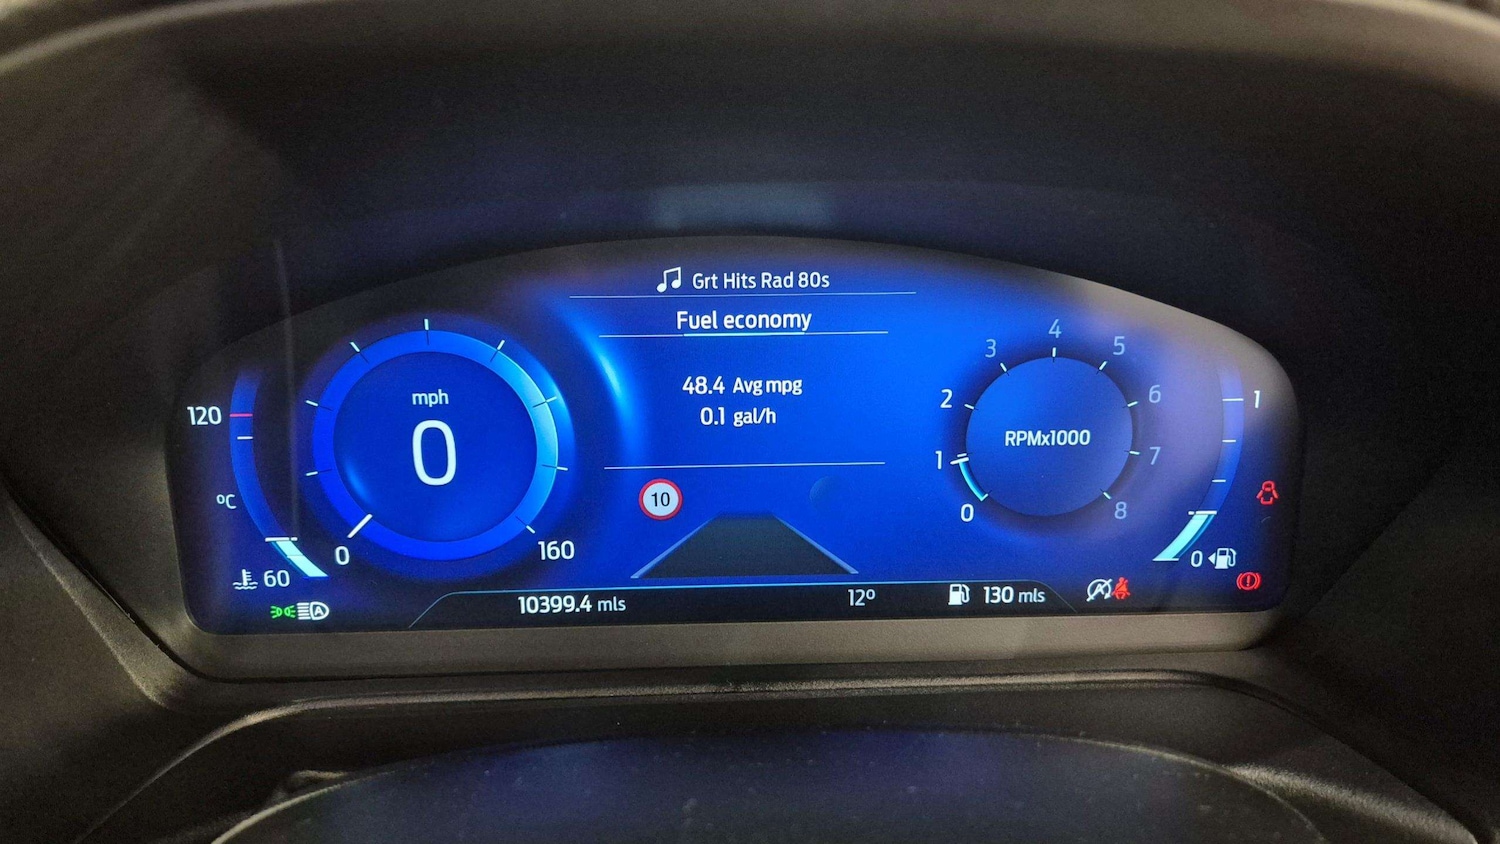 Grt Hits Rad 80s
Fuel economy
48.4 Avg mpg
0.1 gal/h
120
°C
60
mph
0
0
160
10
RPMx1000
0
1
2
3
4
5
6
7
8
1
0
A
10399.4 mls
12°
130 mls
A